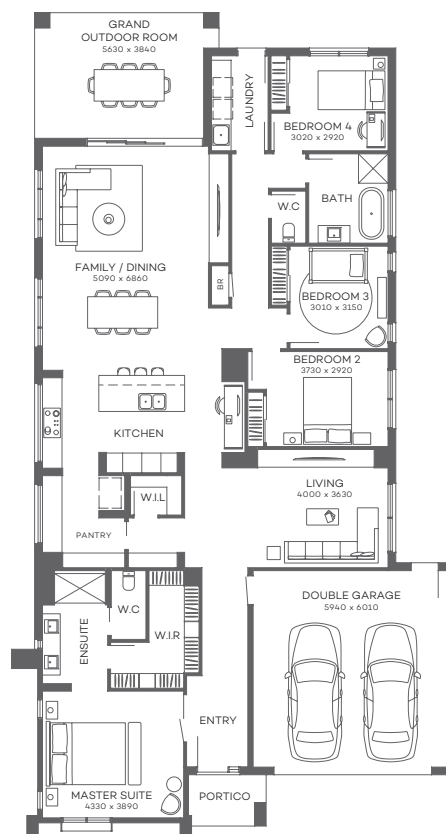 GRAND
OUTDOOR ROOM
5630 x 3840
LAUNDRY
BEDROOM 4
3020 x 2920
BATH
W.C
FAMILY / DINING
5090 x 6860
BR
BEDROOM 3
3010 x 3150
BEDROOM 2
3730 x 2920
KITCHEN
LIVING
4000 x 3630
W.I.L
PANTRY
DOUBLE GARAGE
5940 x 6010
W.C
W.I.R
ENSUITE
ENTRY
MASTER SUITE
4330 x 3890
PORTICO